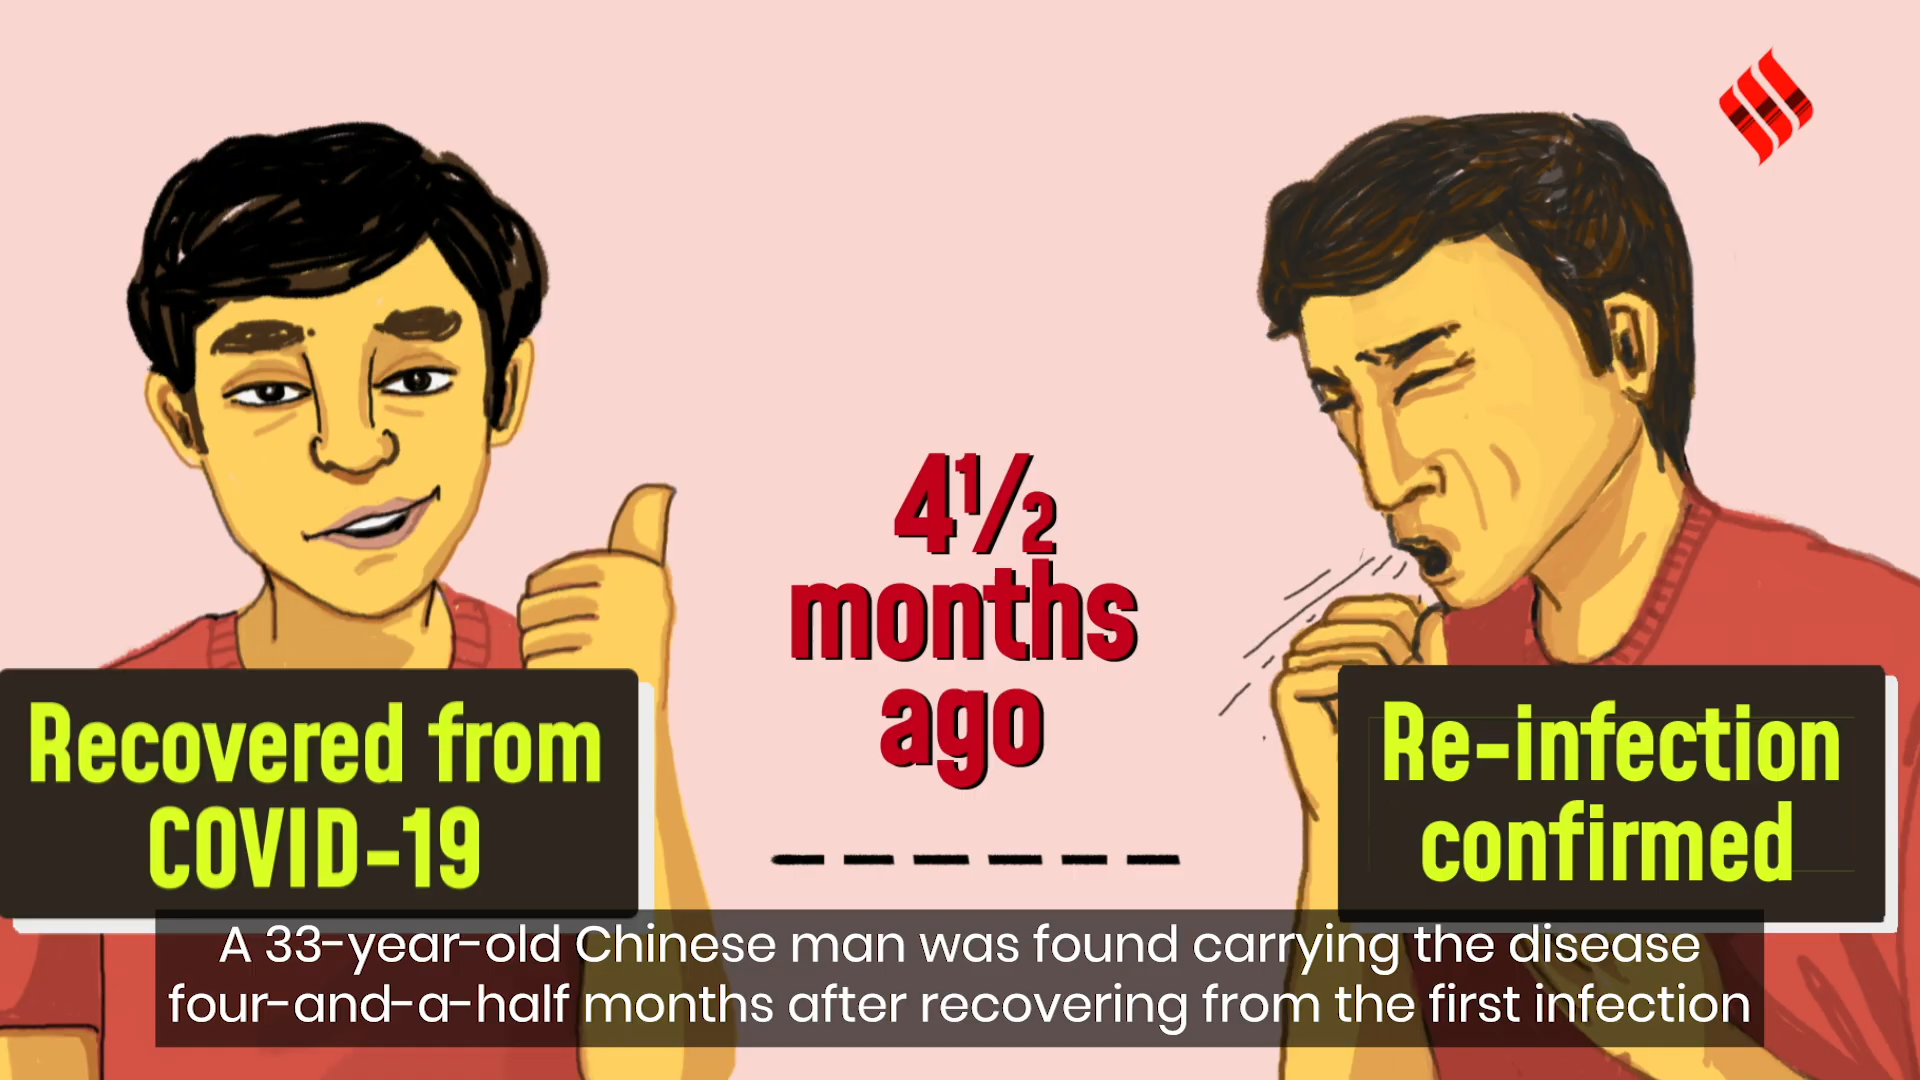 4½
months
ago
Recovered from
COVID-19
Re-infection
confirmed
A 33-year-old Chinese man was found carrying the disease
four-and-a-half months after recovering from the first infection